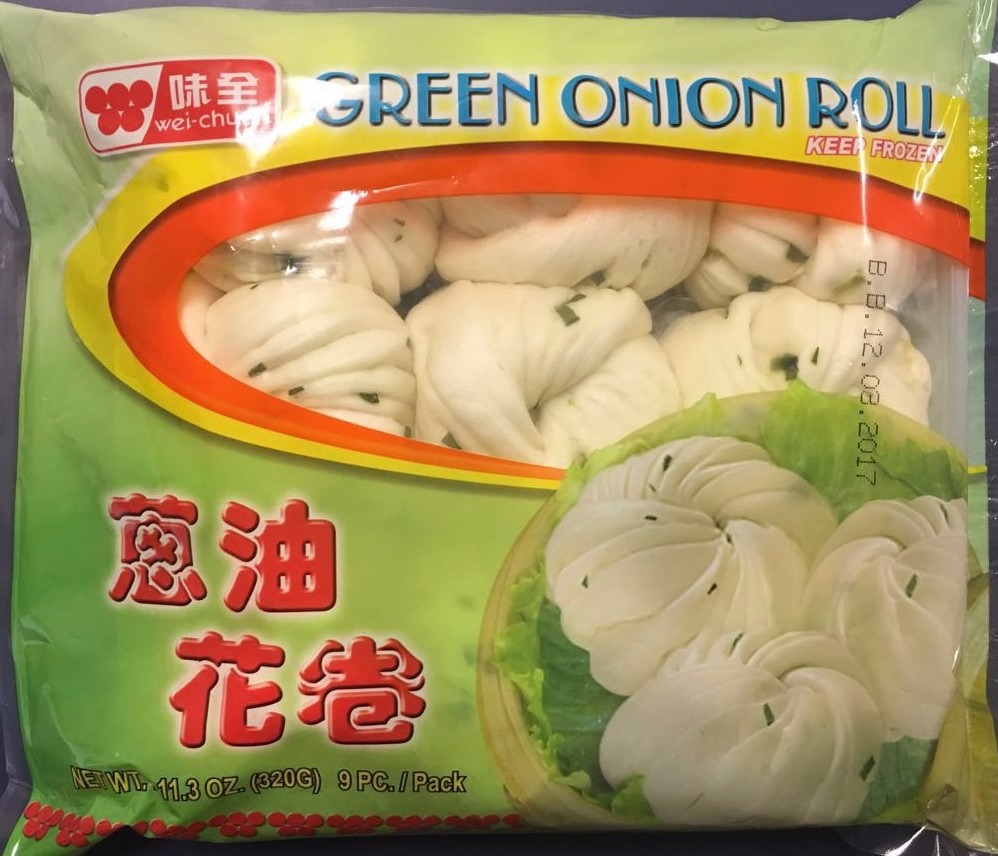 味全
wei-chuan
GREEN ONION ROLL
KEEP FROZEN
B.B.12.08.2017
蔥油
花卷
NET WT. 11.3 OZ. (320G) 9 PC. / Pack